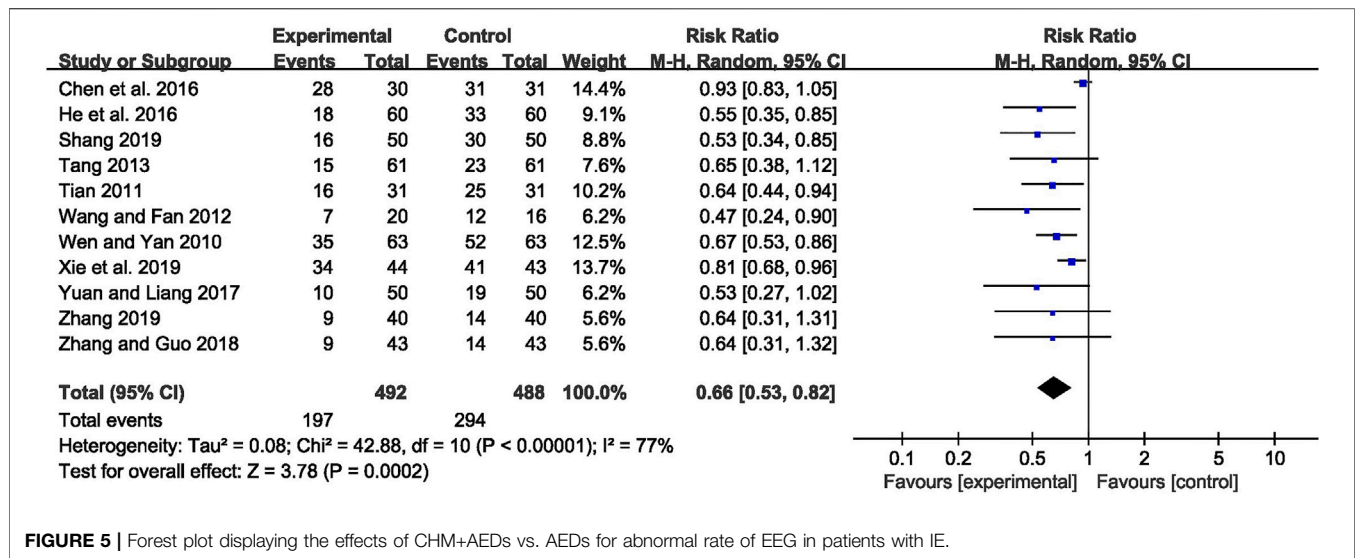 Experimental Control Risk Ratio Risk Ratio
Study or Subgroup Events Total Events Total Weight M-H, Random, 95% CI M-H, Random, 95% CI
Chen et al. 2016 28 30 31 31 14.4% 0.93 [0.83, 1.05]
He et al. 2016 18 60 33 60 9.1% 0.55 [0.35, 0.85]
Shang 2019 16 50 30 50 8.8% 0.53 [0.34, 0.85]
Tang 2013 15 61 23 61 7.6% 0.65 [0.38, 1.12]
Tian 2011 16 31 25 31 10.2% 0.64 [0.44, 0.94]
Wang and Fan 2012 7 20 12 16 6.2% 0.47 [0.24, 0.90]
Wen and Yan 2010 35 63 52 63 12.5% 0.67 [0.53, 0.86]
Xie et al. 2019 34 44 41 43 13.7% 0.81 [0.68, 0.96]
Yuan and Liang 2017 10 50 19 50 6.2% 0.53 [0.27, 1.02]
Zhang 2019 9 40 14 40 5.6% 0.64 [0.31, 1.31]
Zhang and Guo 2018 9 43 14 43 5.6% 0.64 [0.31, 1.32]
Total (95% CI) 492 488 100.0% 0.66 [0.53, 0.82]
Total events 197 294
Heterogeneity: Tau² = 0.08; Chi² = 42.88, df = 10 (P < 0.00001); I² = 77%
Test for overall effect: Z = 3.78 (P = 0.0002)
0.1 0.2 0.5 1 2 5 10
Favours [experimental] Favours [control]
FIGURE 5 | Forest plot displaying the effects of CHM+AEDs vs. AEDs for abnormal rate of EEG in patients with IE.